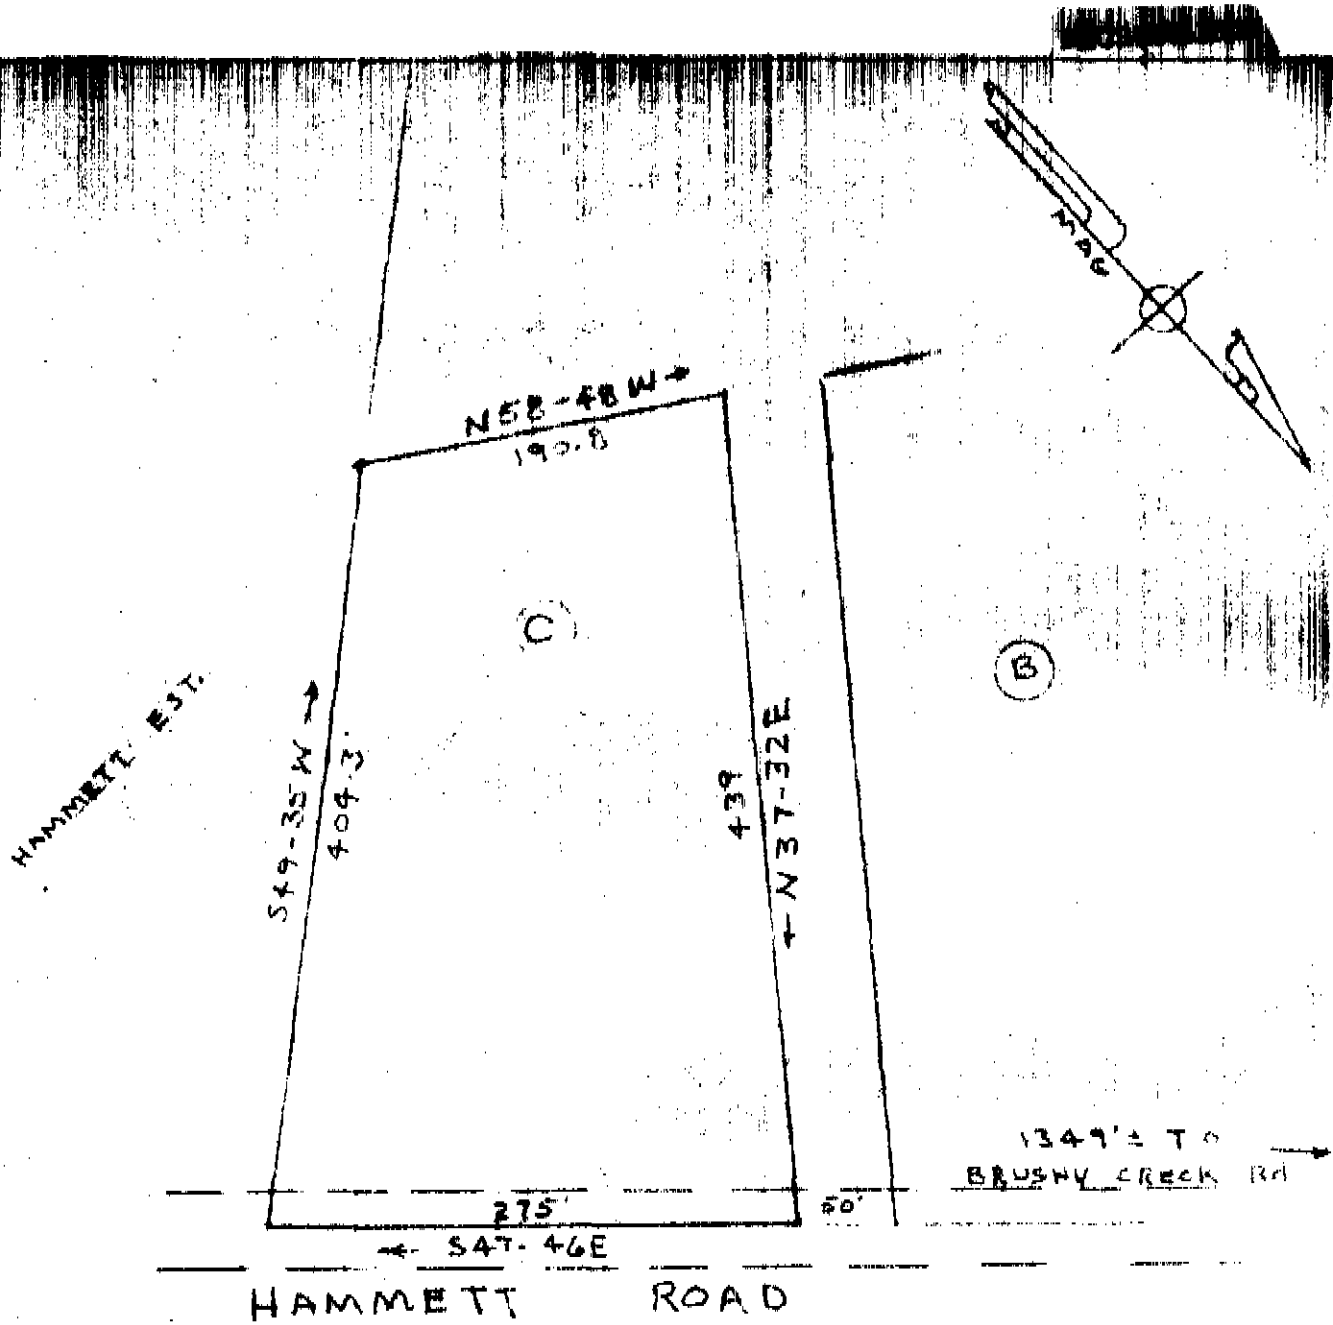 MAG
N58-48W
190.8
C
B
HAMMETT EST.
S49-35W
404.3'
439
N37-32E
1349'± TO
BRUSHY CREEK Rd
275'
50'
S47-46E
HAMMETT ROAD